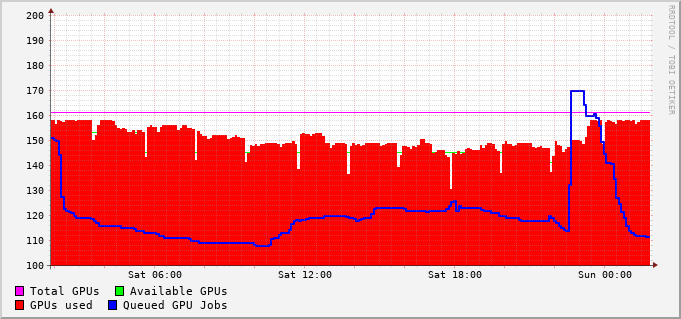 200
190
180
170
160
150
140
130
120
110
100
Sat 06:00 Sat 12:00 Sat 18:00 Sun 00:00
Total GPUs Available GPUs
GPUs used Queued GPU Jobs
RRDTOOL / TOBI OETIKER